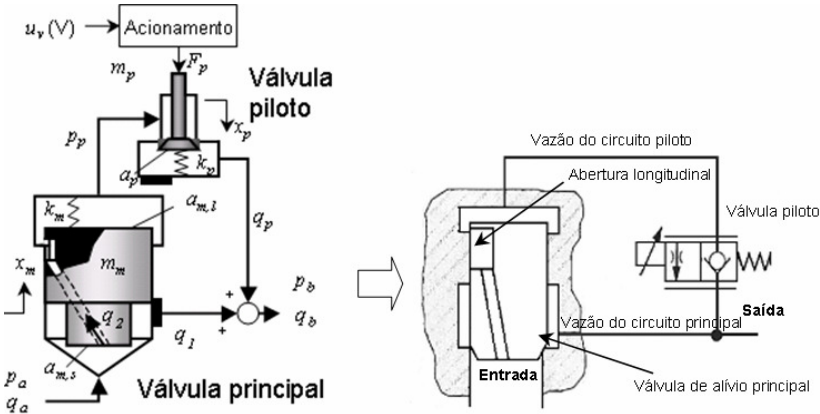 u_v (V)
Acionamento
F_p
m_p
Válvula
piloto
x_p
p_p
a_p
k_p
k_m
a_m,l
q_p
x_m
m_m
p_b
q_2
q_1
q_b
+
+
a_m,s
p_a
q_a
Válvula principal
Vazão do circuito piloto
Abertura longitudinal
Válvula piloto
Saída
Vazão do circuito principal
Entrada
Válvula de alívio principal